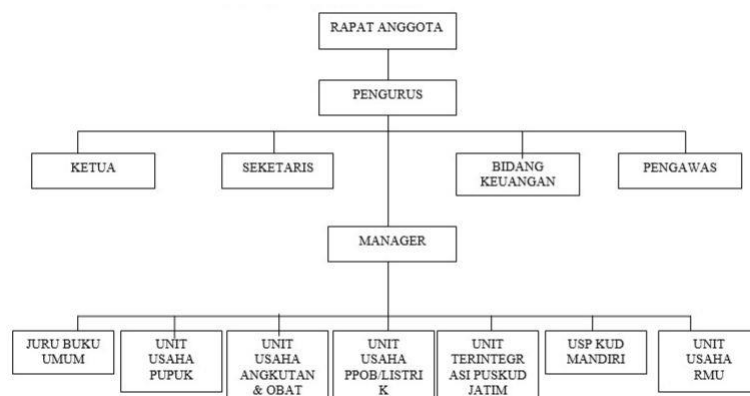 RAPAT ANGGOTA
PENGURUS
KETUA
SEKETARIS
BIDANG
KEUANGAN
PENGAWAS
MANAGER
JURU BUKU
UMUM
UNIT
USAHA
PUPUK
UNIT
USAHA
ANGKUTAN
& OBAT
UNIT
USAHA
PPOB/LISTRI
K
UNIT
TERINTEGR
ASI PUSKUD
JATIM
USP KUD
MANDIRI
UNIT
USAHA
RMU